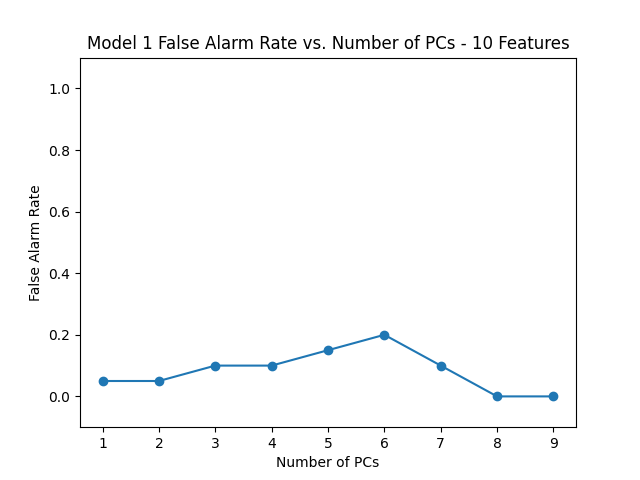 Model 1 False Alarm Rate vs. Number of PCs - 10 Features
1.0
0.8
0.6
0.4
0.2
0.0
False Alarm Rate
1 2 3 4 5 6 7 8 9
Number of PCs